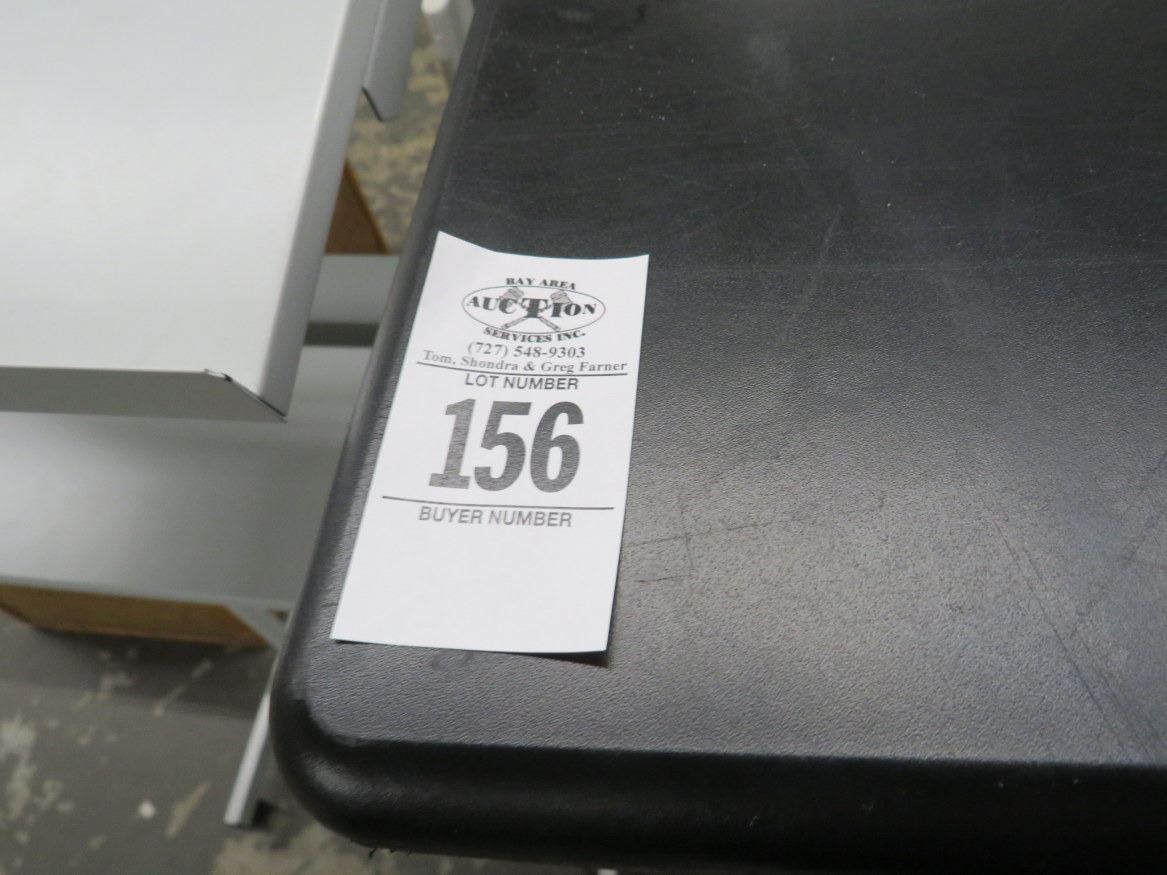 BAY AREA
AUCTION
SERVICES INC.
(727) 548-9303
Tom, Shondra & Greg Farner
LOT NUMBER
156
BUYER NUMBER